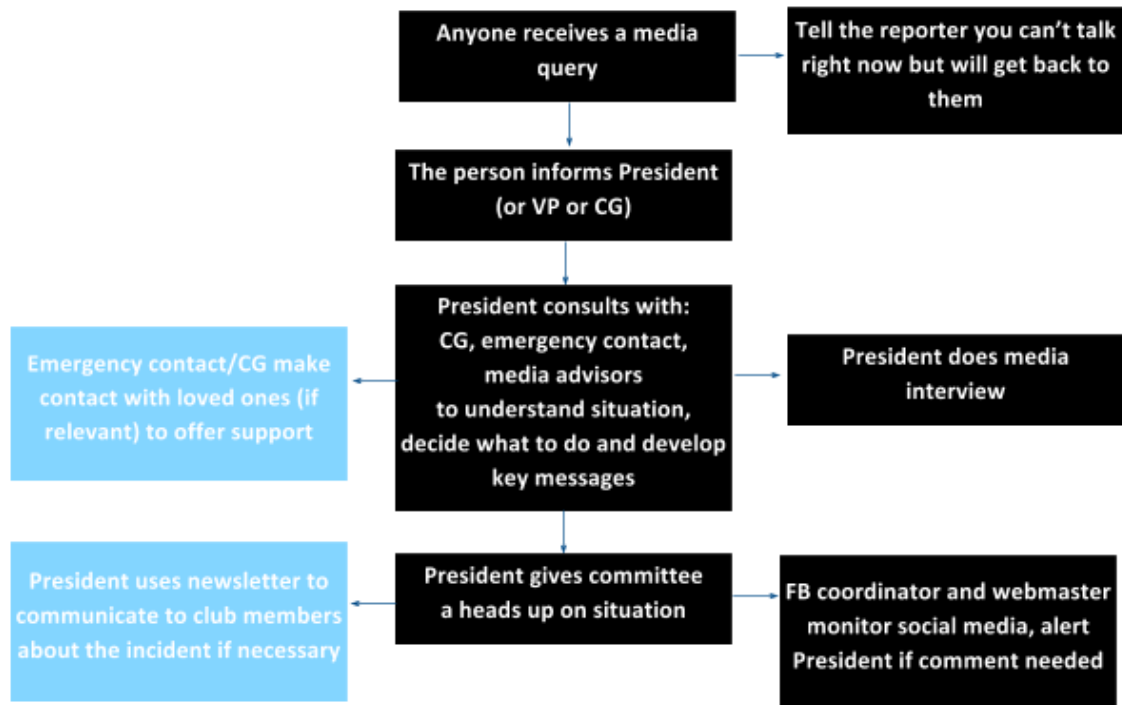 Anyone receives a media
query
Tell the reporter you can’t talk
right now but will get back to
them
The person informs President
(or VP or CG)
President consults with:
CG, emergency contact,
media advisors
to understand situation,
decide what to do and develop
key messages
Emergency contact/CG make
contact with loved ones (if
relevant) to offer support
President does media
interview
President gives committee
a heads up on situation
President uses newsletter to
communicate to club members
about the incident if necessary
FB coordinator and webmaster
monitor social media, alert
President if comment needed